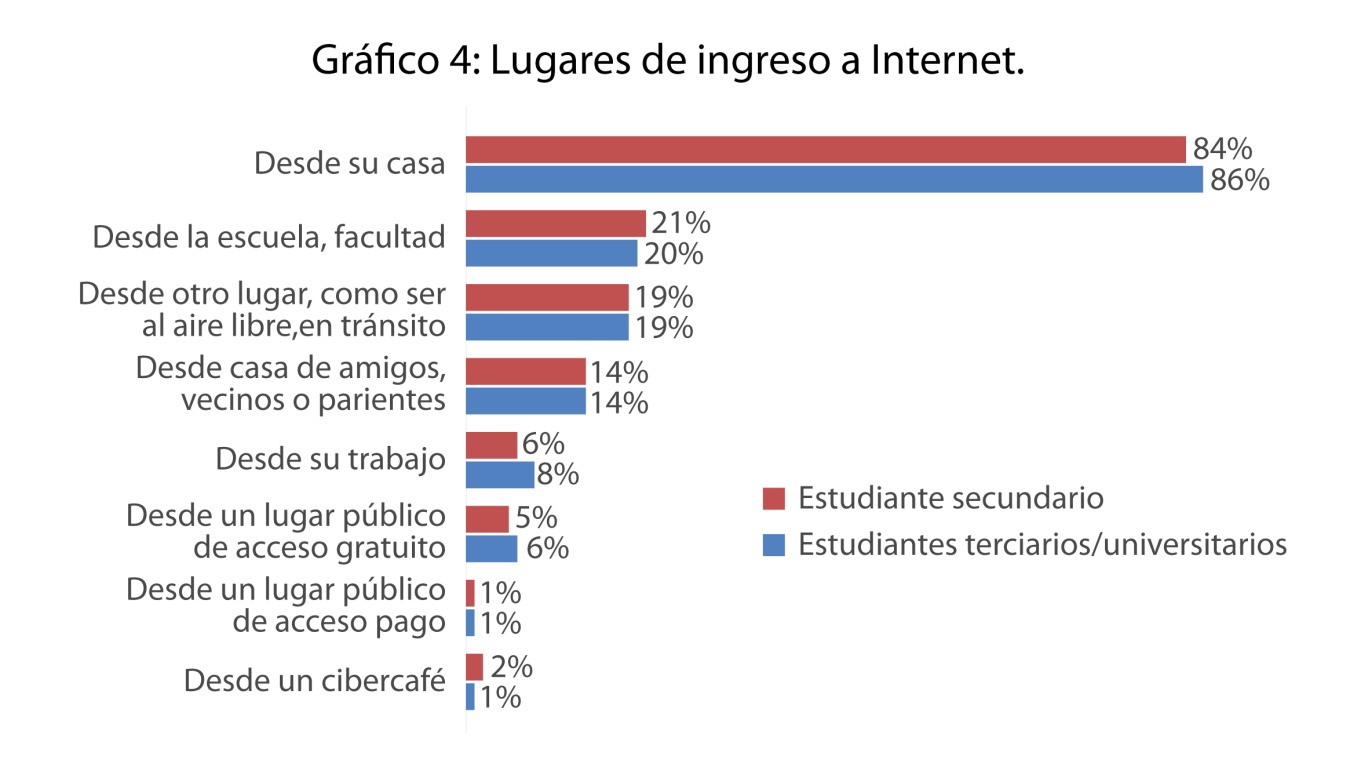 Gráfico 4: Lugares de ingreso a Internet.
Desde su casa
84%
86%
Desde la escuela, facultad
21%
20%
Desde otro lugar, como ser
al aire libre,en tránsito
19%
19%
Desde casa de amigos,
vecinos o parientes
14%
14%
Desde su trabajo
6%
8%
Desde un lugar público
de acceso gratuito
5%
6%
Desde un lugar público
de acceso pago
1%
1%
Desde un cibercafé
2%
1%
Estudiante secundario
Estudiantes terciarios/universitarios